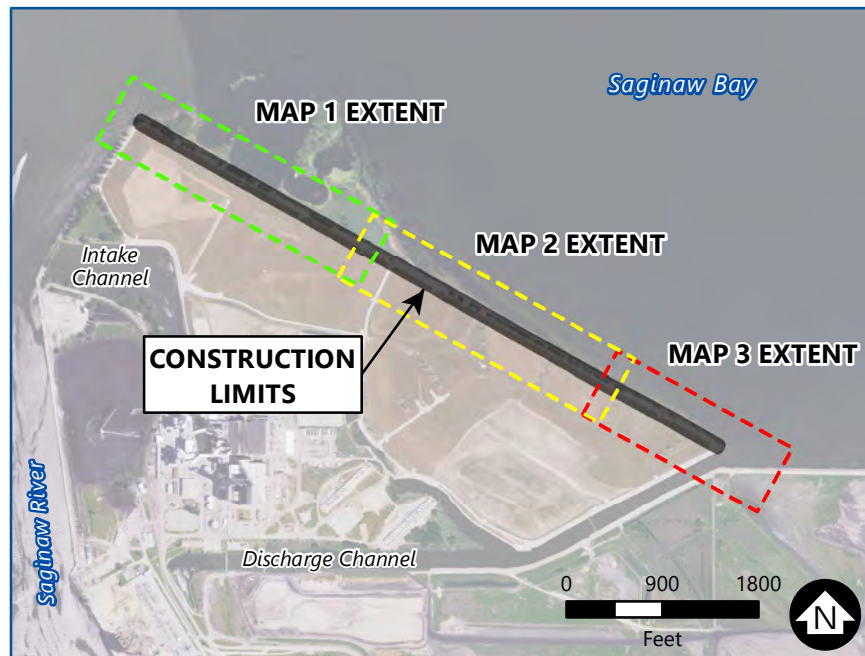 Saginaw Bay
MAP 1 EXTENT
MAP 2 EXTENT
Intake
Channel
CONSTRUCTION
LIMITS
MAP 3 EXTENT
Saginaw River
Discharge Channel
0 900 1800
Feet
N